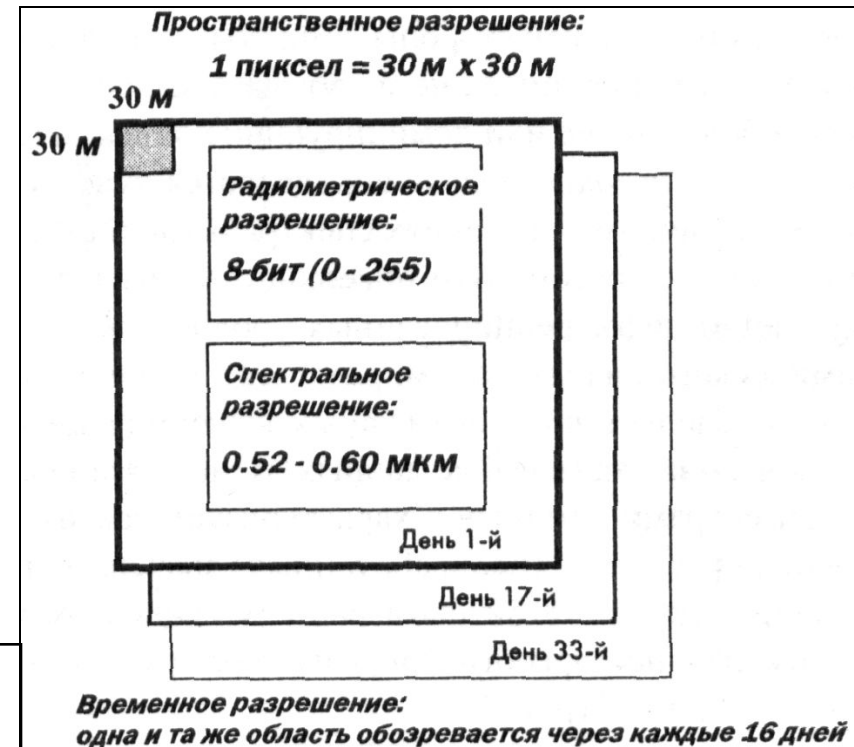 Пространственное разрешение:
1 пиксел = 30 м x 30 м
30 м
30 м
Радиометрическое
разрешение:
8-бит (0 - 255)
Спектральное
разрешение:
0.52 - 0.60 мкм
День 1-й
День 17-й
День 33-й
Временное разрешение:
одна и та же область обозревается через каждые 16 дней